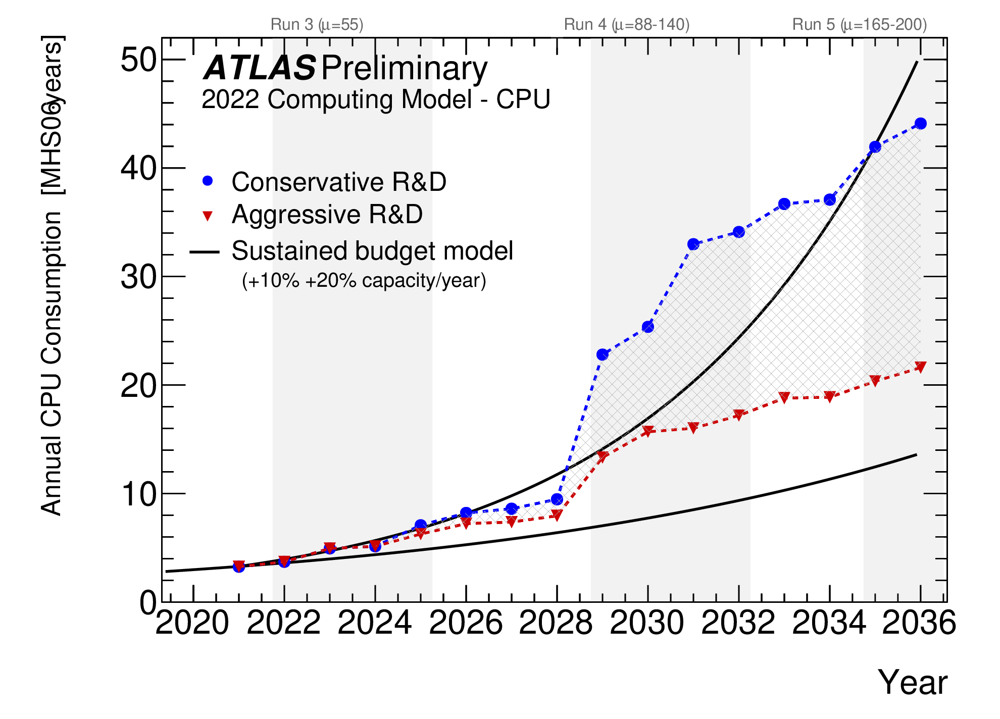 Run 3 (μ=55)
Run 4 (μ=88-140)
Run 5 (μ=165-200)
ATLAS Preliminary
2022 Computing Model - CPU
Conservative R&D
Aggressive R&D
Sustained budget model
(+10% +20% capacity/year)
Annual CPU Consumption [MHS06years]
50
40
30
20
10
0
2020 2022 2024 2026 2028 2030 2032 2034 2036
Year